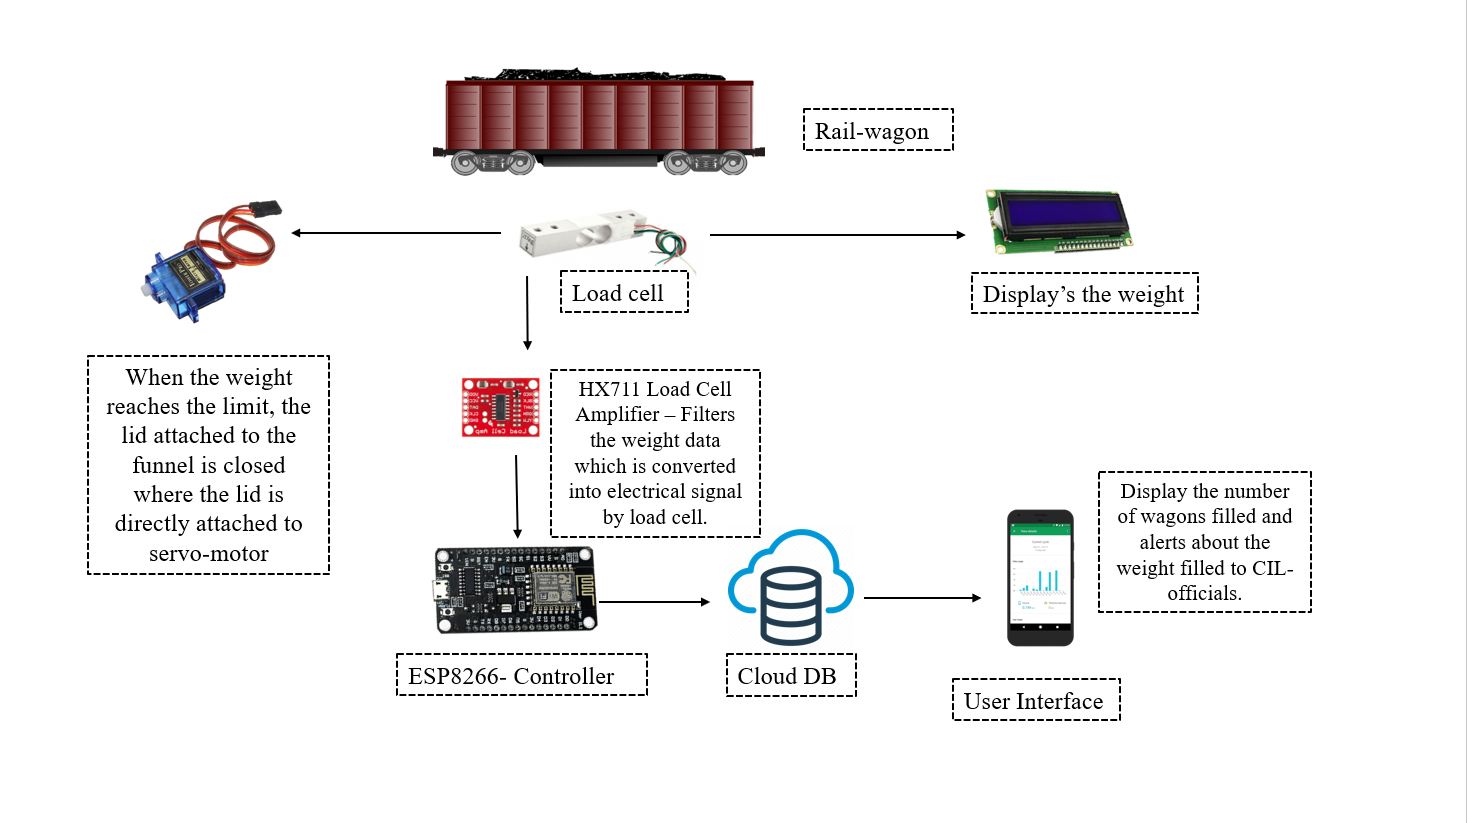 Rail-wagon
Load cell
Display’s the weight
When the weight
reaches the limit, the
lid attached to the
funnel is closed
where the lid is
directly attached to
servo-motor
HX711 Load Cell
Amplifier – Filters
the weight data
which is converted
into electrical signal
by load cell.
Display the number
of wagons filled and
alerts about the
weight filled to CIL-
officials.
ESP8266- Controller
Cloud DB
User Interface